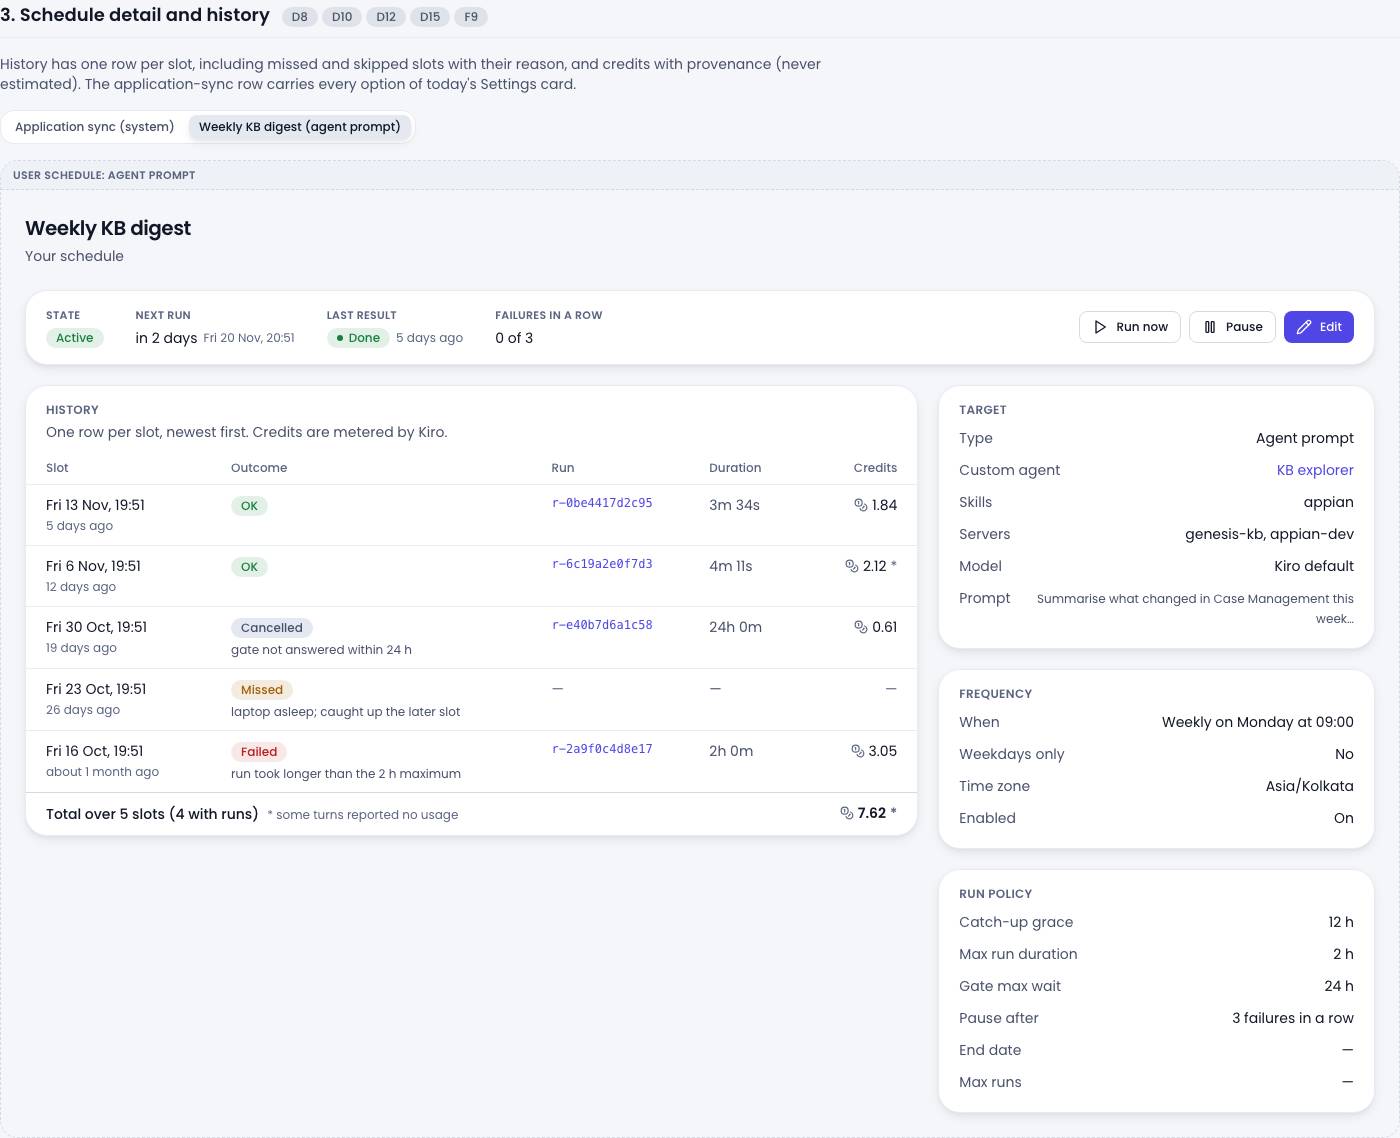 3. Schedule detail and history D8 D10 D12 D15 F9
History has one row per slot, including missed and skipped slots with their reason, and credits with provenance (never
estimated). The application-sync row carries every option of today's Settings card.
Application sync (system) Weekly KB digest (agent prompt)
USER SCHEDULE: AGENT PROMPT
Weekly KB digest
Your schedule
STATE NEXT RUN LAST RESULT FAILURES IN A ROW
Active in 2 days Fri 20 Nov, 20:51 Done 5 days ago 0 of 3 Run now Pause Edit
HISTORY
One row per slot, newest first. Credits are metered by Kiro.
Slot Outcome Run Duration Credits
Fri 13 Nov, 19:51 OK r-0be4417d2c95 3m 34s 1.84
5 days ago
Fri 6 Nov, 19:51 OK r-6c19a2e0f7d3 4m 11s 2.12 *
12 days ago
Fri 30 Oct, 19:51 Cancelled r-e40b7d6a1c58 24h 0m 0.61
19 days ago gate not answered within 24 h
Fri 23 Oct, 19:51 Missed — — —
26 days ago laptop asleep; caught up the later slot
Fri 16 Oct, 19:51 Failed r-2a9f0c4d8e17 2h 0m 3.05
about 1 month ago run took longer than the 2 h maximum
Total over 5 slots (4 with runs) * some turns reported no usage 7.62 *
TARGET
Type Agent prompt
Custom agent KB explorer
Skills appian
Servers genesis-kb, appian-dev
Model Kiro default
Prompt Summarise what changed in Case Management this
week…
FREQUENCY
When Weekly on Monday at 09:00
Weekdays only No
Time zone Asia/Kolkata
Enabled On
RUN POLICY
Catch-up grace 12 h
Max run duration 2 h
Gate max wait 24 h
Pause after 3 failures in a row
End date —
Max runs —